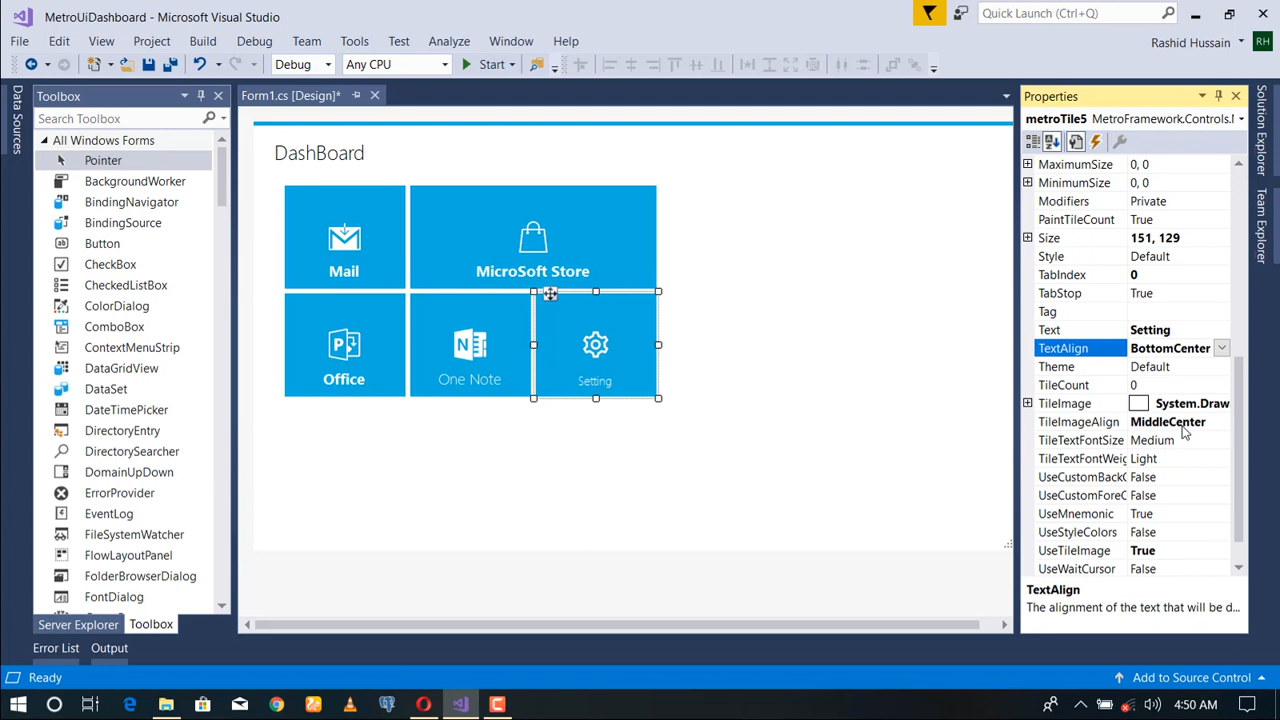 MetroUiDashboard - Microsoft Visual Studio
Quick Launch (Ctrl+Q)
File Edit View Project Build Debug Team Tools Test Analyze Window Help
Rashid Hussain RH
Debug Any CPU Start
Data Sources
Toolbox
Search Toolbox
All Windows Forms
Pointer
BackgroundWorker
BindingNavigator
BindingSource
Button
CheckBox
CheckedListBox
ColorDialog
ComboBox
ContextMenuStrip
DataGridView
DataSet
DateTimePicker
DirectoryEntry
DirectorySearcher
DomainUpDown
ErrorProvider
EventLog
FileSystemWatcher
FlowLayoutPanel
FolderBrowserDialog
FontDialog
Server Explorer Toolbox
Form1.cs [Design]*
DashBoard
Mail
MicroSoft Store
Office
One Note
Setting
Properties
metroTile5 MetroFramework.Controls.M
MaximumSize 0, 0
MinimumSize 0, 0
Modifiers Private
PaintTileCount True
Size 151, 129
Style Default
TabIndex 0
TabStop True
Tag
Text Setting
TextAlign BottomCenter
Theme Default
TileCount 0
TileImage System.Draw
TileImageAlign MiddleCenter
TileTextFontSize Medium
TileTextFontWeig Light
UseCustomBackC False
UseCustomForeC False
UseMnemonic True
UseStyleColors False
UseTileImage True
UseWaitCursor False
TextAlign
The alignment of the text that will be d...
Solution Explorer
Team Explorer
Error List Output
Ready
Add to Source Control
4:50 AM